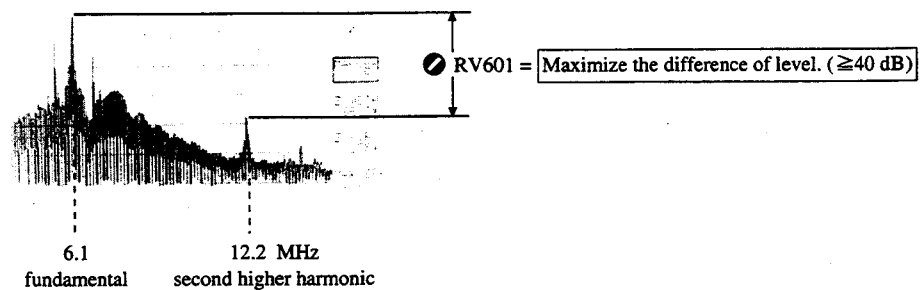 RV601 = Maximize the difference of level. (≧40 dB)
6.1
12.2 MHz
fundamental
second higher harmonic